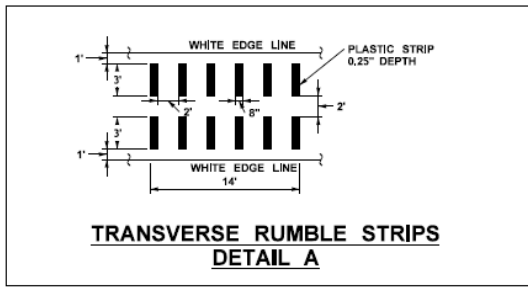 WHITE EDGE LINE
PLASTIC STRIP
0.25" DEPTH
1'
3'
2'
8"
2'
3'
1'
WHITE EDGE LINE
14'
TRANSVERSE RUMBLE STRIPS
DETAIL A